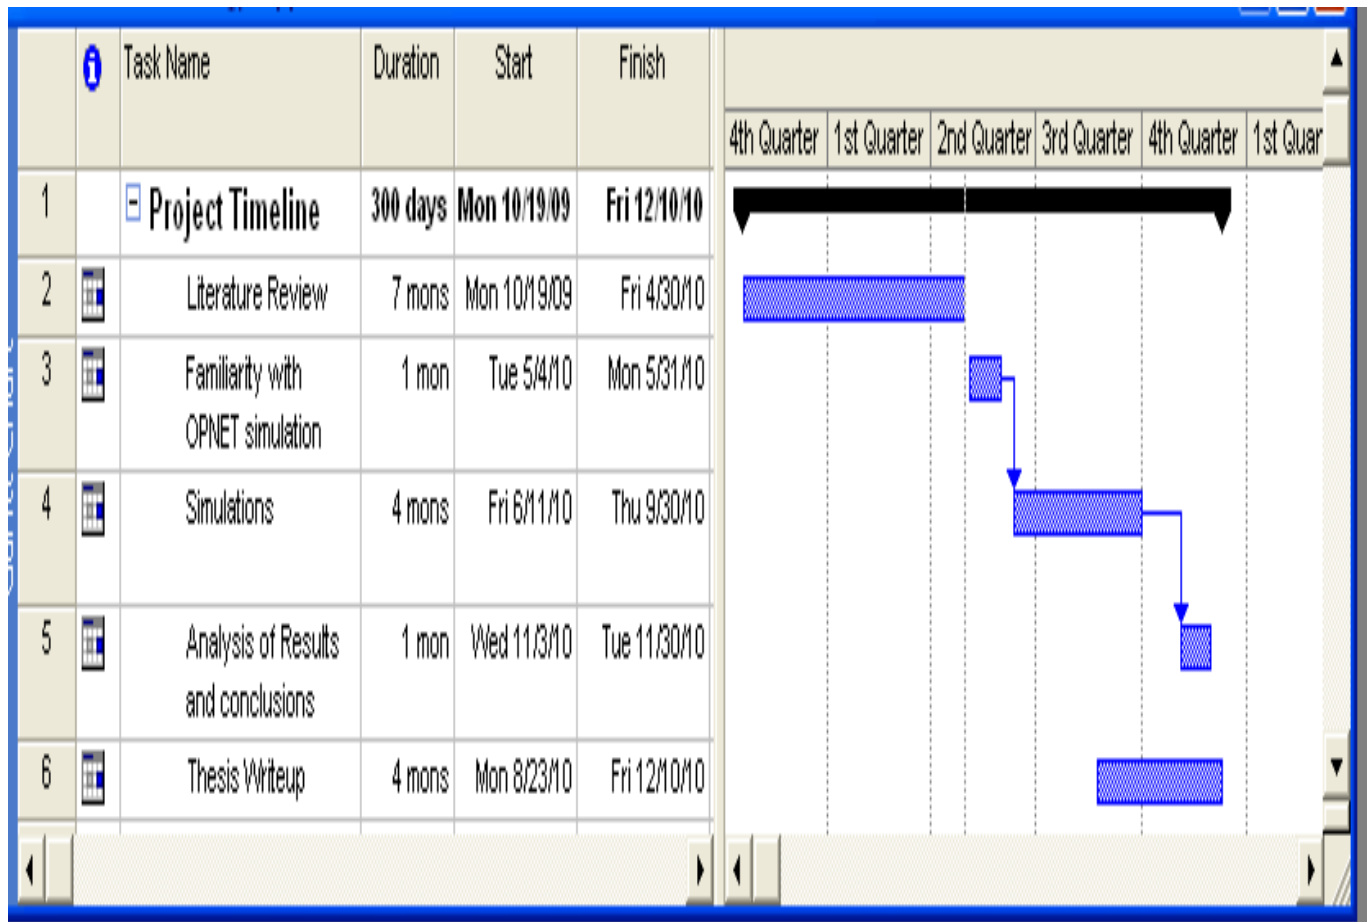 Task Name Duration Start Finish
4th Quarter 1st Quarter 2nd Quarter 3rd Quarter 4th Quarter 1st Quar
1 Project Timeline 300 days Mon 10/19/09 Fri 12/10/10
2 Literature Review 7 mons Mon 10/19/09 Fri 4/30/10
3 Familiarity with 1 mon Tue 5/4/10 Mon 5/31/10
OPNET simulation
4 Simulations 4 mons Fri 6/11/10 Thu 9/30/10
5 Analysis of Results 1 mon Wed 11/3/10 Tue 11/30/10
and conclusions
6 Thesis Writeup 4 mons Mon 8/23/10 Fri 12/10/10